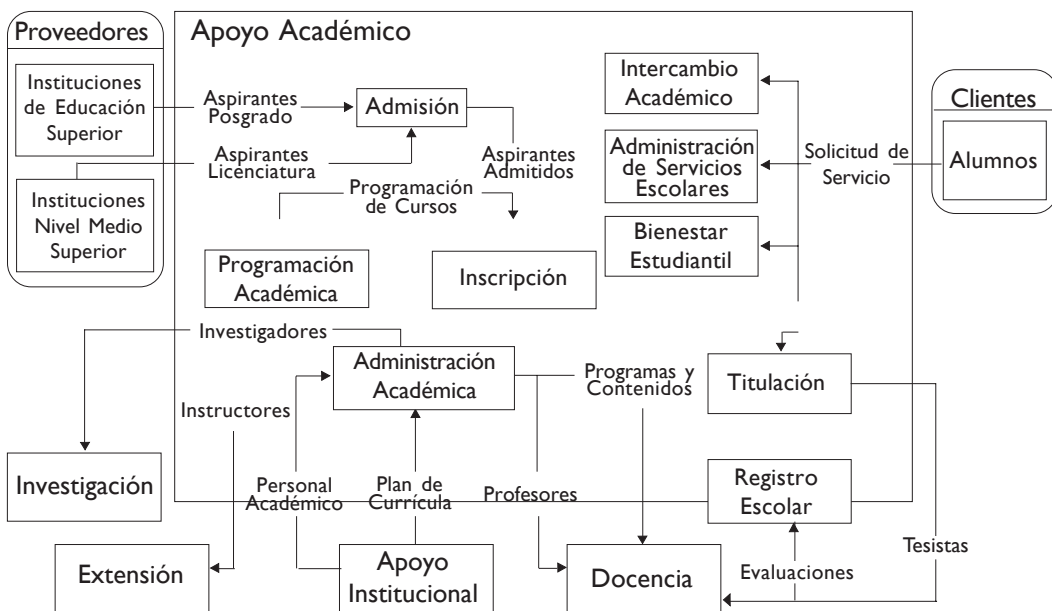 Proveedores
Instituciones
de Educación
Superior
Instituciones
Nivel Medio
Superior
Apoyo Académico
Aspirantes
Posgrado
Admisión
Aspirantes
Licenciatura
Aspirantes
Admitidos
Programación
de Cursos
Programación
Académica
Inscripción
Intercambio
Académico
Administración
de Servicios
Escolares
Bienestar
Estudiantil
Solicitud de
Servicio
Clientes
Alumnos
Investigadores
Administración
Académica
Programas y
Contenidos
Titulación
Instructores
Investigación
Personal
Académico
Plan de
Currícula
Profesores
Registro
Escolar
Tesistas
Extensión
Apoyo
Institucional
Docencia
Evaluaciones